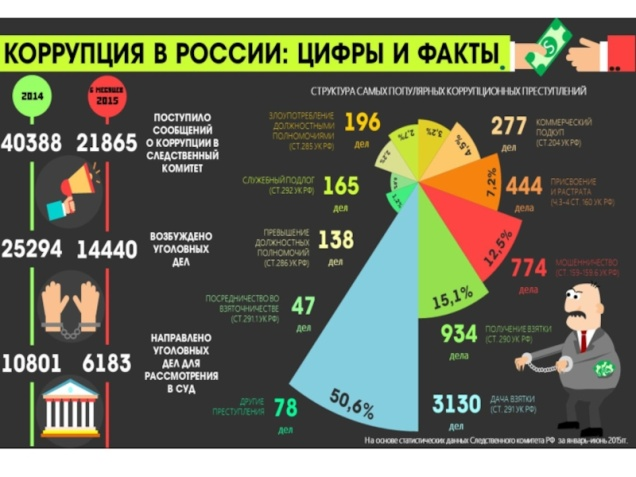 КОРРУПЦИЯ В РОССИИ: ЦИФРЫ И ФАКТЫ.
2014
6 МЕСЯЦЕВ
2015
40388 21865
ПОСТУПИЛО
СООБЩЕНИЙ
О КОРРУПЦИИ В
СЛЕДСТВЕННЫЙ
КОМИТЕТ
25294 14440
ВОЗБУЖДЕНО
УГОЛОВНЫХ
ДЕЛ
10801 6183
НАПРАВЛЕНО
УГОЛОВНЫХ
ДЕЛ ДЛЯ
РАССМОТРЕНИЯ
В СУД
СТРУКТУРА САМЫХ ПОПУЛЯРНЫХ КОРРУПЦИОННЫХ ПРЕСТУПЛЕНИЙ
ЗЛОУПОТРЕБЛЕНИЕ
ДОЛЖНОСТНЫМИ
ПОЛНОМОЧИЯМИ
(СТ.285 УК РФ)
196
дел
СЛУЖЕБНЫЙ ПОДЛОГ
(СТ.292 УК РФ)
165
дел
ПРЕВЫШЕНИЕ
ДОЛЖНОСТНЫХ
ПОЛНОМОЧИЙ
(СТ.286 УК РФ)
138
дел
ПОСРЕДНИЧЕСТВО ВО
ВЗЯТОЧНИЧЕСТВЕ
(СТ.291.1 УК РФ)
47
дел
ДРУГИЕ
ПРЕСТУПЛЕНИЯ
78
дел
2,7%
3,2%
4,5%
7,2%
12,5%
15,1%
50,6%
277
дел
КОММЕРЧЕСКИЙ
ПОДКУП
(СТ.204 УК РФ)
444
дела
ПРИСВОЕНИЕ
И РАСТРАТА
(Ч.3-4 СТ. 160 УК РФ)
774
дела
МОШЕННИЧЕСТВО
(СТ. 159-159.6 УК РФ)
934
дела
ПОЛУЧЕНИЕ ВЗЯТКИ
(СТ. 290 УК РФ)
3130
дел
ДАЧА ВЗЯТКИ
(СТ. 291 УК РФ)
На основе статистических данных Следственного комитета РФ за январь-июнь 2015г.